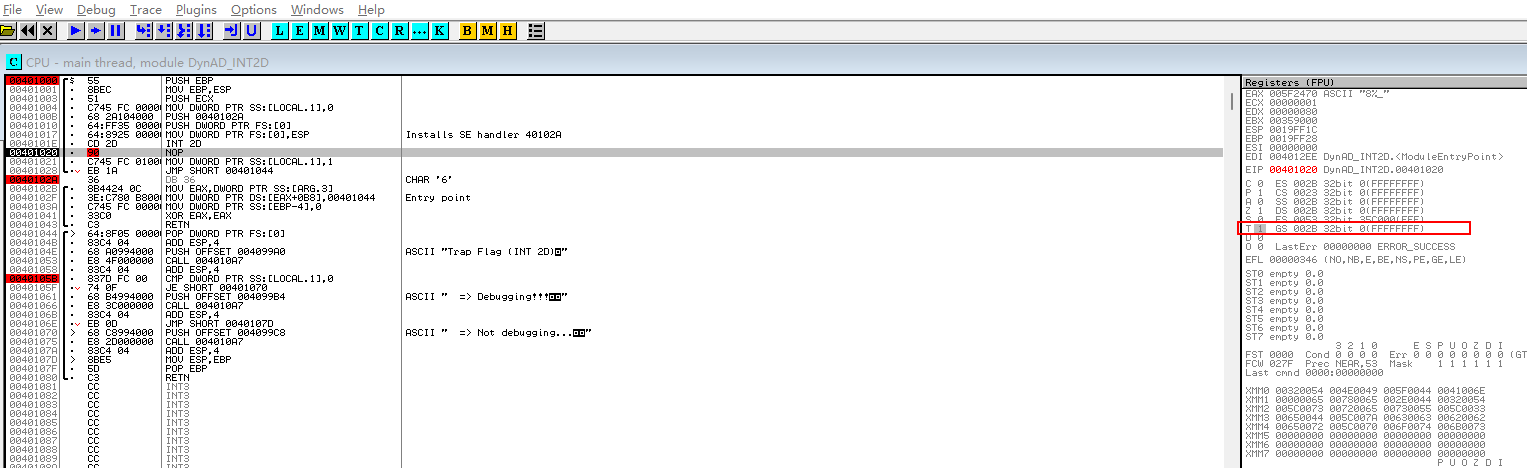 File View Debug Trace Plugins Options Windows Help
L E M W T C R ... K B M H
C CPU - main thread, module DynAD_INT2D
00401000 $ 55 PUSH EBP
00401001 · 8BEC MOV EBP,ESP
00401003 · 51 PUSH ECX
00401004 · C745 FC 0000 MOV DWORD PTR SS:[LOCAL.1],0
0040100B · 68 2A104000 PUSH 0040102A
00401010 · 64:FF35 0000 PUSH DWORD PTR FS:[0]
00401017 · 64:8925 0000 MOV DWORD PTR FS:[0],ESP Installs SE handler 40102A
0040101E · CD 2D INT 2D
00401020 · 90 NOP
00401021 · C745 FC 0100 MOV DWORD PTR SS:[LOCAL.1],1
00401028 · EB 1A JMP SHORT 00401044
0040102A 36 DB 36 CHAR '6'
0040102B · 8B4424 0C MOV EAX,DWORD PTR SS:[ARG.3]
0040102F · 3E:C780 B800 MOV DWORD PTR DS:[EAX+0B8],00401044 Entry point
0040103A · C745 FC 0000 MOV DWORD PTR SS:[EBP-4],0
00401041 · 33C0 XOR EAX,EAX
00401043 · C3 RETN
00401044 > 64:8F05 0000 POP DWORD PTR FS:[0]
0040104B · 83C4 04 ADD ESP,4
0040104E · 68 A0994000 PUSH OFFSET 004099A0 ASCII "Trap Flag (INT 2D)"
00401053 · E8 4F000000 CALL 004010A7
00401058 · 83C4 04 ADD ESP,4
0040105B · 837D FC 00 CMP DWORD PTR SS:[LOCAL.1],0
0040105F · 74 0F JE SHORT 00401070
00401061 · 68 B4994000 PUSH OFFSET 004099B4 ASCII " => Debugging!!!"
00401066 · E8 3C000000 CALL 004010A7
0040106B · 83C4 04 ADD ESP,4
0040106E · EB 0D JMP SHORT 0040107D
00401070 > 68 C8994000 PUSH OFFSET 004099C8 ASCII " => Not debugging..."
00401075 · E8 2D000000 CALL 004010A7
0040107A · 83C4 04 ADD ESP,4
0040107D > 8BE5 MOV ESP,EBP
0040107F · 5D POP EBP
00401080 · C3 RETN
00401081 CC INT3
00401082 CC INT3
00401083 CC INT3
00401084 CC INT3
00401085 CC INT3
00401086 CC INT3
00401087 CC INT3
00401088 CC INT3
Registers (FPU)
EAX 005F2470 ASCII "8%_"
ECX 00000001
EDX 00000080
EBX 00359000
ESP 0019FF1C
EBP 0019FF28
ESI 00000000
EDI 004012EE DynAD_INT2D.<ModuleEntryPoint>
EIP 00401020 DynAD_INT2D.00401020
C 0 ES 002B 32bit 0(FFFFFFFF)
P 1 CS 0023 32bit 0(FFFFFFFF)
A 0 SS 002B 32bit 0(FFFFFFFF)
Z 1 DS 002B 32bit 0(FFFFFFFF)
S 0 FS 0053 32bit 35C000(FFF)
T 1 GS 002B 32bit 0(FFFFFFFF)
D 0
O 0 LastErr 00000000 ERROR_SUCCESS
EFL 00000346 (NO,NB,E,BE,NS,PE,GE,LE)
ST0 empty 0.0
ST1 empty 0.0
ST2 empty 0.0
ST3 empty 0.0
ST4 empty 0.0
ST5 empty 0.0
ST6 empty 0.0
ST7 empty 0.0
3 2 1 0 E S P U O Z D I
FST 0000 Cond 0 0 0 0 Err 0 0 0 0 0 0 0 0 (GT
FCW 027F Prec NEAR,53 Mask 1 1 1 1 1 1
Last cmnd 0000:00000000
XMM0 00320054 004E0049 005F0044 0041006E
XMM1 00000065 00780065 002E0044 00320054
XMM2 005C0073 00720065 00730055 005C0033
XMM3 00650044 005C007A 00630063 00620062
XMM4 00650072 005C0070 006F0074 006B0073
XMM5 00000000 00000000 00000000 00000000
XMM6 00000000 00000000 00000000 00000000
XMM7 00000000 00000000 00000000 00000000
P U O Z D I